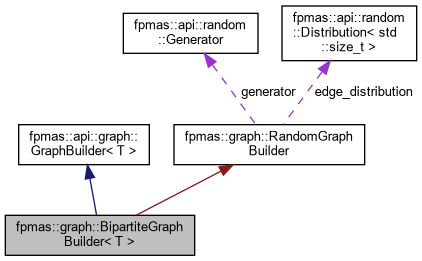 fpmas::api::random
::Generator
fpmas::api::random
::Distribution< std
::size_t >
generator
edge_distribution
fpmas::api::graph::
GraphBuilder< T >
fpmas::graph::RandomGraph
Builder
fpmas::graph::BipartiteGraph
Builder< T >